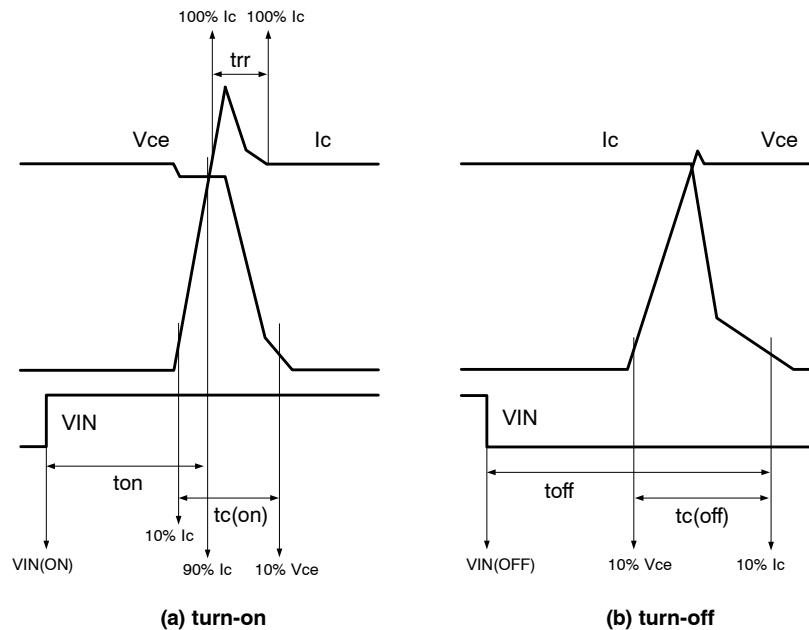 100% Ic 100% Ic
trr
Vce Ic
VIN
ton
10% Ic
tc(on)
VIN(ON)
90% Ic
10% Vce
(a) turn-on
Ic Vce
VIN
toff
tc(off)
VIN(OFF)
10% Vce
10% Ic
(b) turn-off